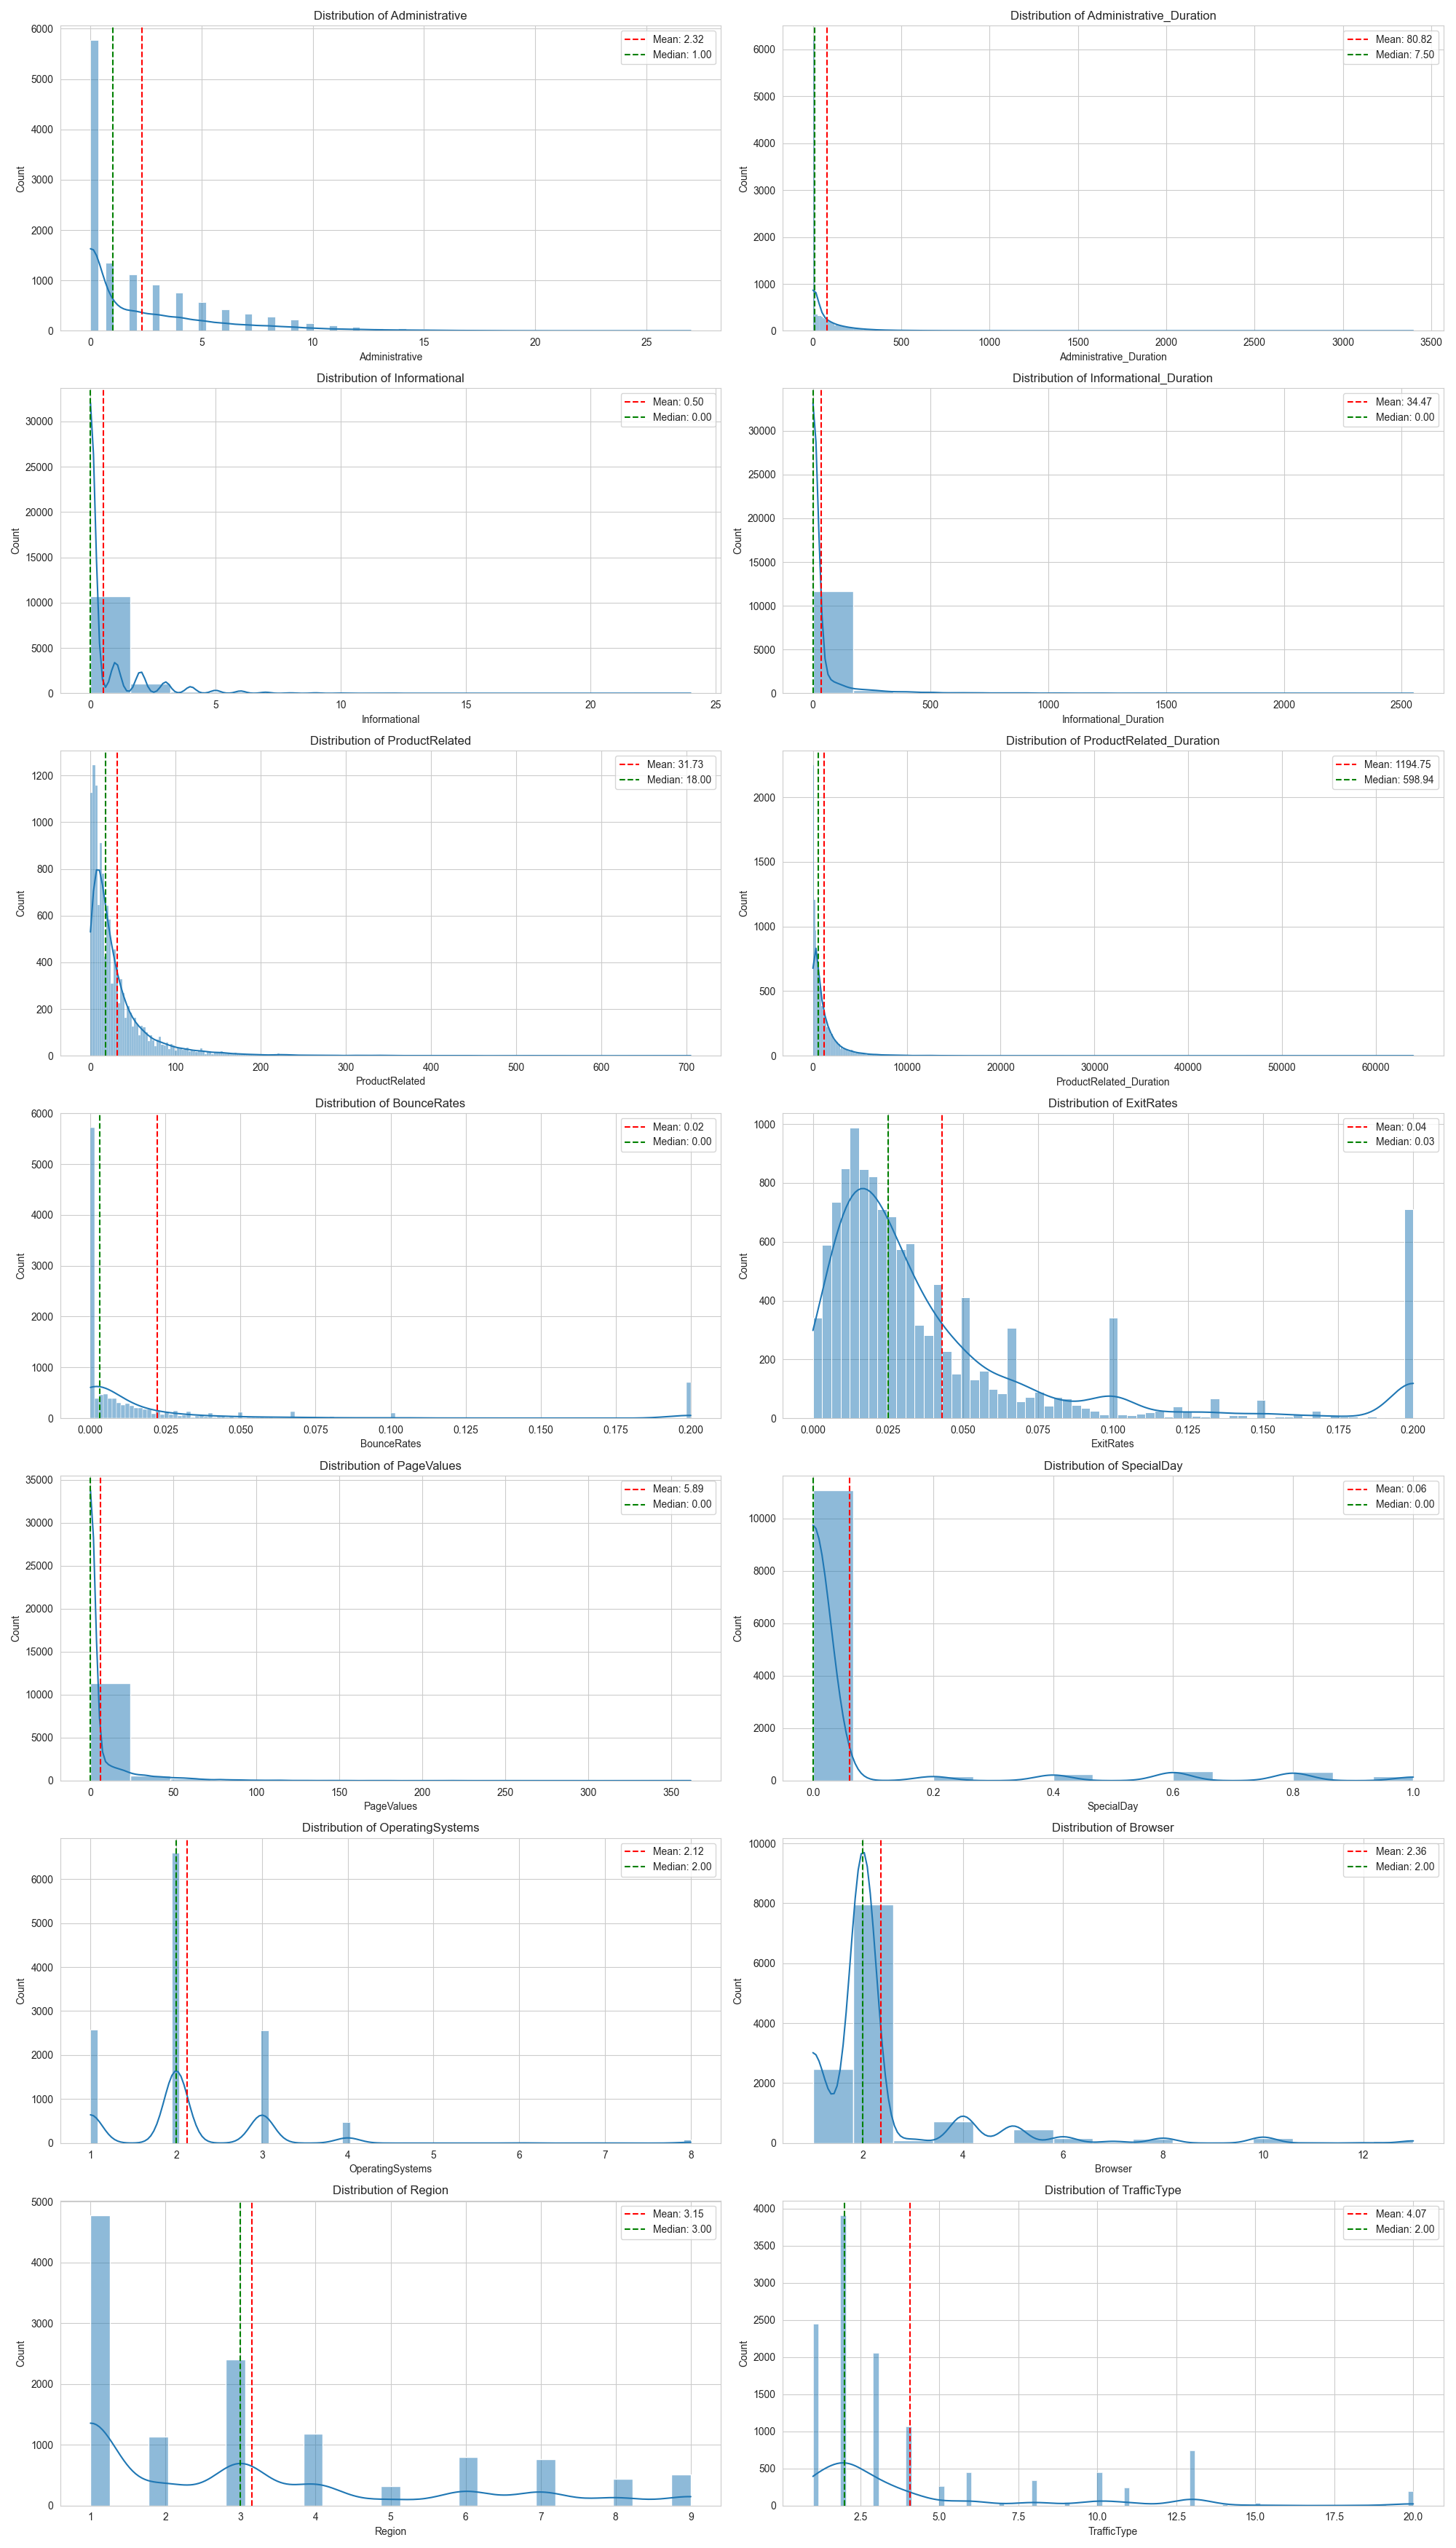 Distribution of Administrative
Mean: 2.32
Median: 1.00
Count
6000
5000
4000
3000
2000
1000
0
0 5 10 15 20 25
Administrative
Distribution of Administrative_Duration
Mean: 80.82
Median: 7.50
Count
6000
5000
4000
3000
2000
1000
0
0 500 1000 1500 2000 2500 3000 3500
Administrative_Duration
Distribution of Informational
Mean: 0.50
Median: 0.00
Count
30000
25000
20000
15000
10000
5000
0
0 5 10 15 20 25
Informational
Distribution of Informational_Duration
Mean: 34.47
Median: 0.00
Count
30000
25000
20000
15000
10000
5000
0
0 500 1000 1500 2000 2500
Informational_Duration
Distribution of ProductRelated
Mean: 31.73
Median: 18.00
Count
1200
1000
800
600
400
200
0
0 100 200 300 400 500 600 700
ProductRelated
Distribution of ProductRelated_Duration
Mean: 1194.75
Median: 598.94
Count
2000
1500
1000
500
0
0 10000 20000 30000 40000 50000 60000
ProductRelated_Duration
Distribution of BounceRates
Mean: 0.02
Median: 0.00
Count
6000
5000
4000
3000
2000
1000
0
0.000 0.025 0.050 0.075 0.100 0.125 0.150 0.175 0.200
BounceRates
Distribution of ExitRates
Mean: 0.04
Median: 0.03
Count
1000
800
600
400
200
0
0.000 0.025 0.050 0.075 0.100 0.125 0.150 0.175 0.200
ExitRates
Distribution of PageValues
Mean: 5.89
Median: 0.00
Count
35000
30000
25000
20000
15000
10000
5000
0
0 50 100 150 200 250 300 350
PageValues
Distribution of SpecialDay
Mean: 0.06
Median: 0.00
Count
10000
8000
6000
4000
2000
0
0.0 0.2 0.4 0.6 0.8 1.0
SpecialDay
Distribution of OperatingSystems
Mean: 2.12
Median: 2.00
Count
6000
5000
4000
3000
2000
1000
0
1 2 3 4 5 6 7 8
OperatingSystems
Distribution of Browser
Mean: 2.36
Median: 2.00
Count
10000
8000
6000
4000
2000
0
2 4 6 8 10 12
Browser
Distribution of Region
Mean: 3.15
Median: 3.00
Count
5000
4000
3000
2000
1000
0
1 2 3 4 5 6 7 8 9
Region
Distribution of TrafficType
Mean: 4.07
Median: 2.00
Count
4000
3500
3000
2500
2000
1500
1000
500
0
2.5 5.0 7.5 10.0 12.5 15.0 17.5 20.0
TrafficType